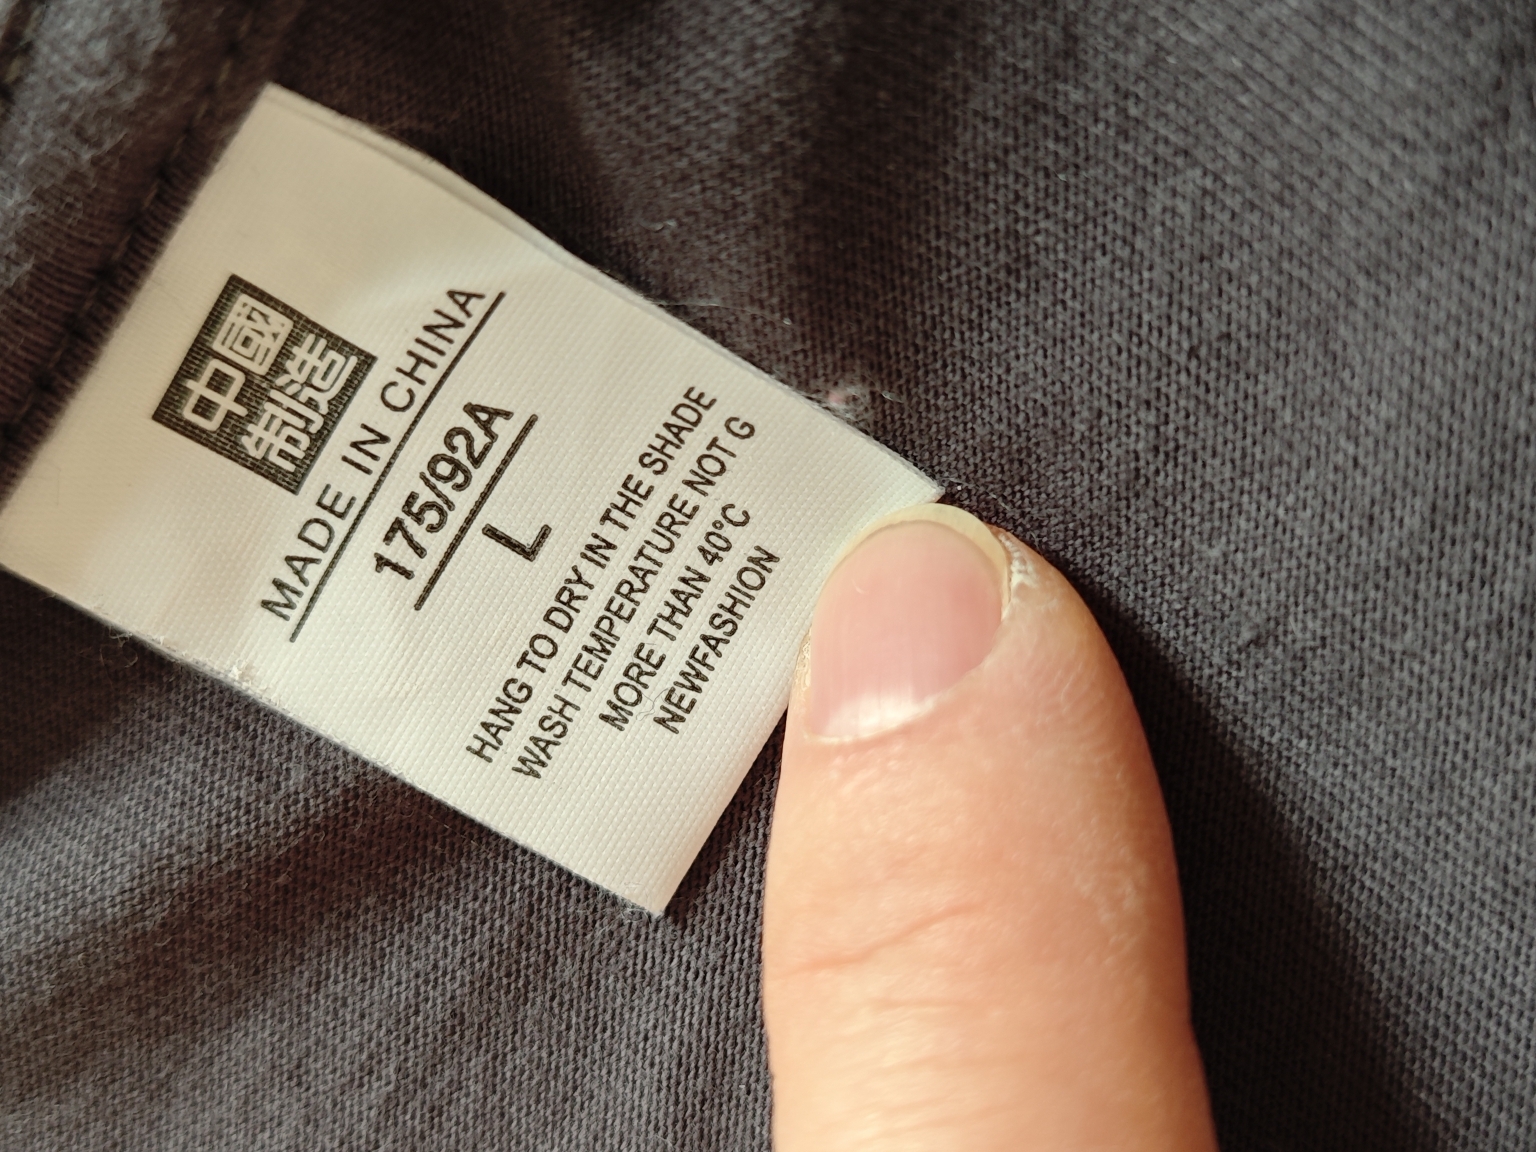 中國
制造
MADE IN CHINA
175/92A
L
HANG TO DRY IN THE SHADE
WASH TEMPERATURE NOT G
MORE THAN 40°C
NEWFASHION